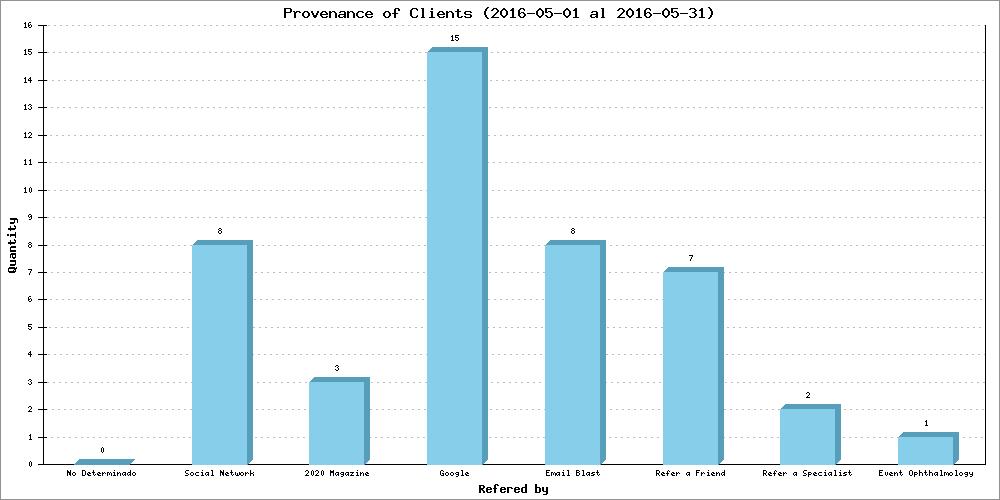 Provenance of Clients (2016-05-01 al 2016-05-31)
16
15
14
13
12
11
10
9
8
7
6
5
4
3
2
1
0
Quantity
0
8
3
15
8
7
2
1
No Determinado
Social Network
2020 Magazine
Google
Email Blast
Refer a Friend
Refer a Specialist
Event Ophthalmology
Refered by